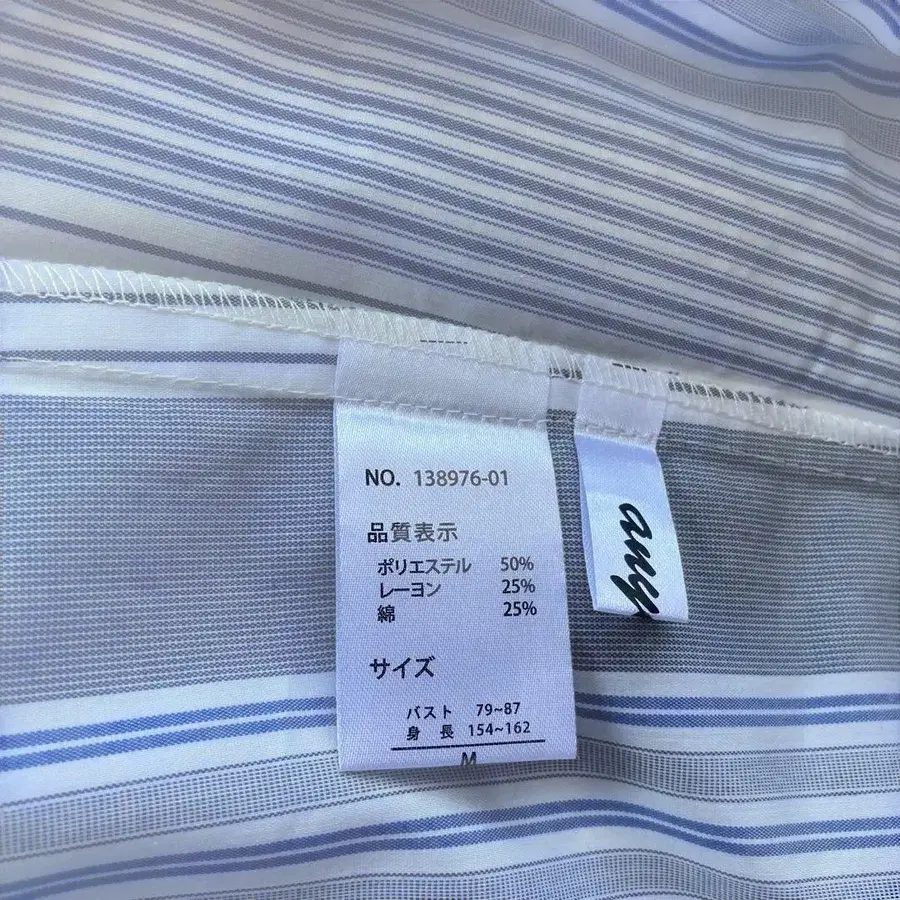 NO. 138976-01
品質表示
ポリエステル 50%
レーヨン 25%
綿 25%
サイズ
バスト 79~87
身 長 154~162
M
any